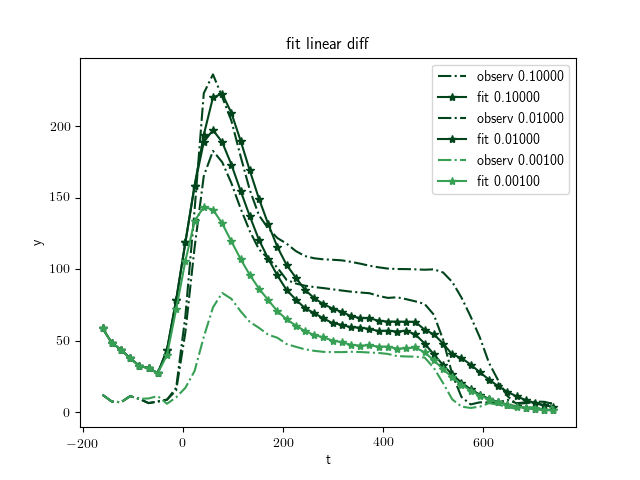 fit linear diff
observ 0.10000
fit 0.10000
observ 0.01000
fit 0.01000
observ 0.00100
fit 0.00100
y
200
150
100
50
0
−200 0 200 400 600
t